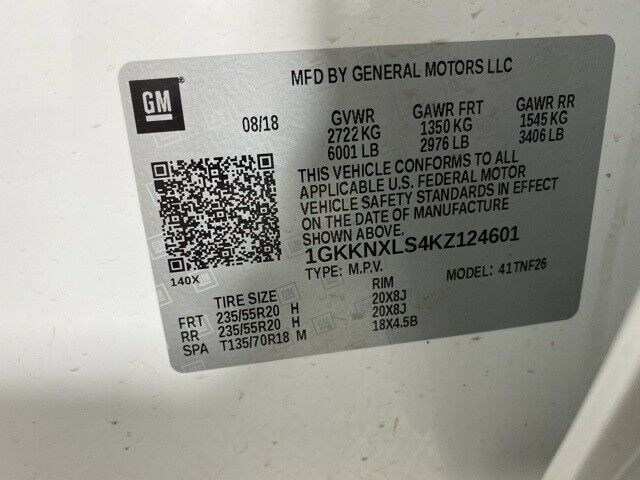 MFD BY GENERAL MOTORS LLC
GM
08/18
GVWR GAWR FRT GAWR RR
2722 KG 1350 KG 1545 KG
6001 LB 2976 LB 3406 LB
THIS VEHICLE CONFORMS TO ALL
APPLICABLE U.S. FEDERAL MOTOR
VEHICLE SAFETY STANDARDS IN EFFECT
ON THE DATE OF MANUFACTURE
SHOWN ABOVE.
1GKKNXLS4KZ124601
TYPE: M.P.V. MODEL: 41TNF26
140X
TIRE SIZE RIM
FRT 235/55R20 H 20X8J
RR 235/55R20 H 20X8J
SPA T135/70R18 M 18X4.5B